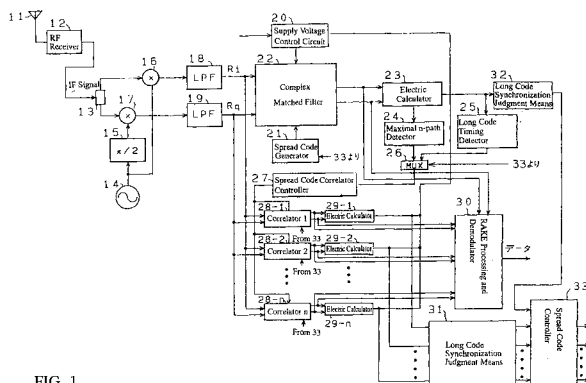 11
12
RF
Receiver
IF Signal
13
16
17
15
π/2
14
18
LPF
Ri
19
LPF
Rq
20
Supply Voltage
Control Circuit
22
Complex
Matched Filter
21
Spread Code
Generator
33より
23
Electric
Calculator
24
Maximal n-path
Detector
32
Long Code
Synchronization
Judgment Means
25
Long Code
Timing
Detector
26
MUX
33より
27
Spread Code Correlator
Controller
28-1
Correlator 1
29-1
Electric Calculator
From 33
28-2
Correlator 2
29-2
Electric Calculator
From 33
28-n
Correlator n
Electric Calculator
29-n
From 33
30
RAKE Processing and
Demodulator
データ
31
Long Code
Synchronization
Judgment Means
33
Spread Code
Controller
FIG. 1